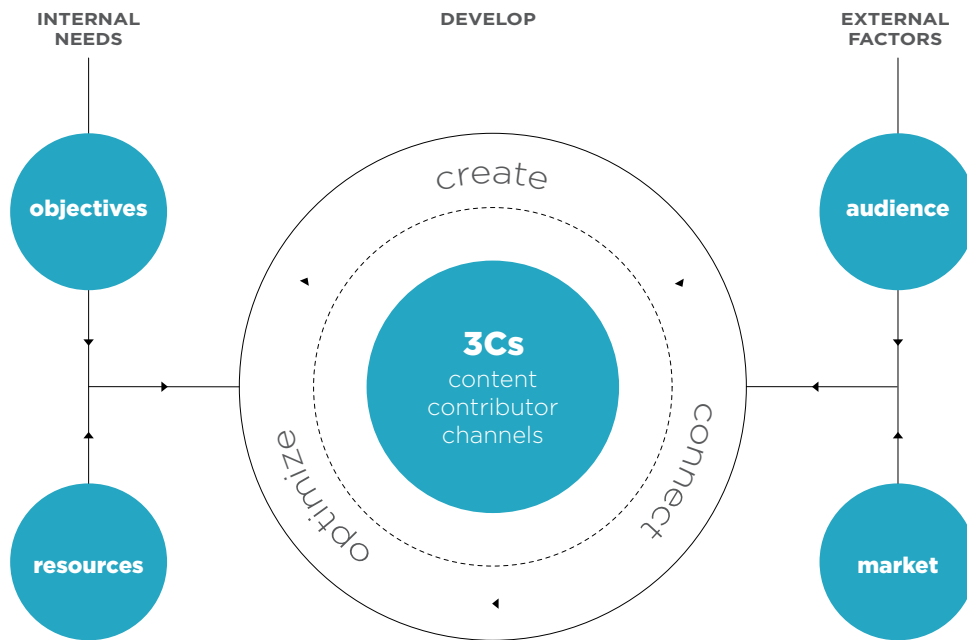 INTERNAL
NEEDS
DEVELOP
EXTERNAL
FACTORS
objectives
create
audience
3Cs
content
contributor
channels
optimize
connect
resources
market